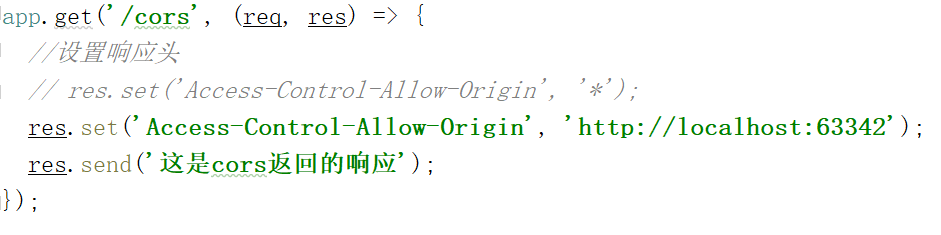 app.get('/cors', (req, res) => {
//设置响应头
// res.set('Access-Control-Allow-Origin', '*');
res.set('Access-Control-Allow-Origin', 'http://localhost:63342');
res.send('这是cors返回的响应');
});